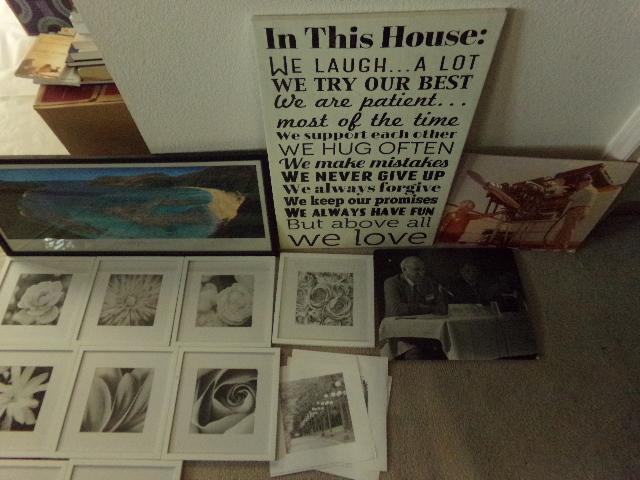 In This House:
WE LAUGH...A LOT
WE TRY OUR BEST
We are patient...
most of the time
We support each other
WE HUG OFTEN
We make mistakes
WE NEVER GIVE UP
We always forgive
We keep our promises
WE ALWAYS HAVE FUN
But above all
we love